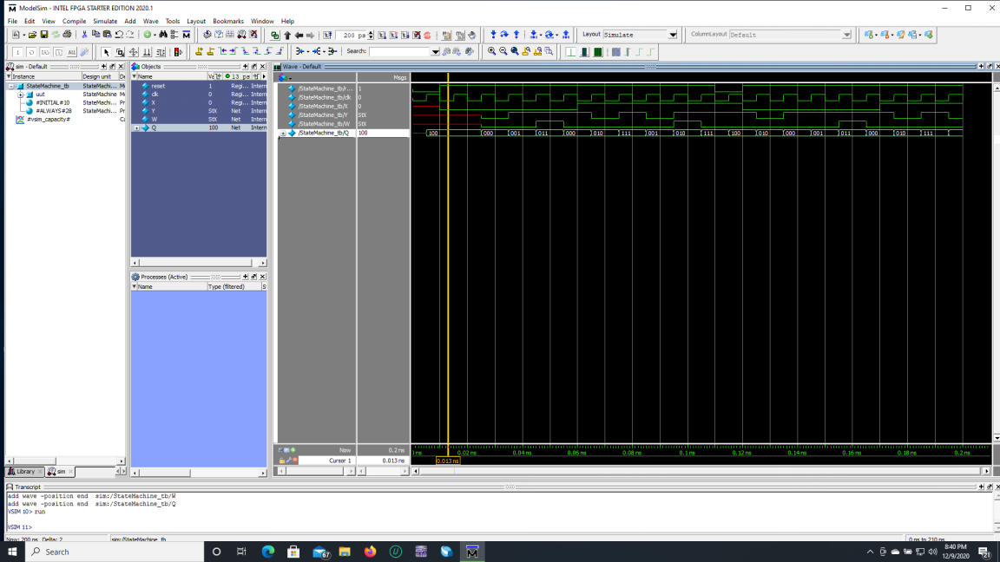 ModelSim - INTEL FPGA STARTER EDITION 2020.1
File Edit View Compile Simulate Add Wave Tools Layout Bookmarks Window Help
200 ps
Layout Simulate
ColumnLayout Default
Search:
sim - Default
Instance Design unit
StateMachine_tb StateMachi...
uut StateMachine
#INITIAL#10 StateMachi...
#ALWAYS#28 StateMachi...
#vsim_capacity#
Objects
Name 13 ps
reset 1 Regi... Intern
clk 0 Regi... Intern
X 0 Regi... Intern
Y StX Net Intern
W StX Net Intern
Q 100 Net Intern
Processes (Active)
Name Type (filtered) S
Wave - Default
Msgs
/StateMachine_tb/r... 1
/StateMachine_tb/clk 0
/StateMachine_tb/X 0
/StateMachine_tb/Y StX
/StateMachine_tb/W StX
/StateMachine_tb/Q 100
100 000 001 011 000 010 111 001 010 111 100 010 000 001 011 000 010 111
Now 0.2 ns
Cursor 1 0.013 ns
ns 0.02 ns 0.04 ns 0.06 ns 0.08 ns 0.1 ns 0.12 ns 0.14 ns 0.16 ns 0.18 ns 0.2 ns
0.013 ns
Library sim
Transcript
add wave -position end sim:/StateMachine_tb/W
add wave -position end sim:/StateMachine_tb/Q
VSIM 10> run
VSIM 11>
Now: 200 ps Delta: 2 sim:/StateMachine_tb 0 ps to 210 ps
Search
67
8:40 PM
12/9/2020
21